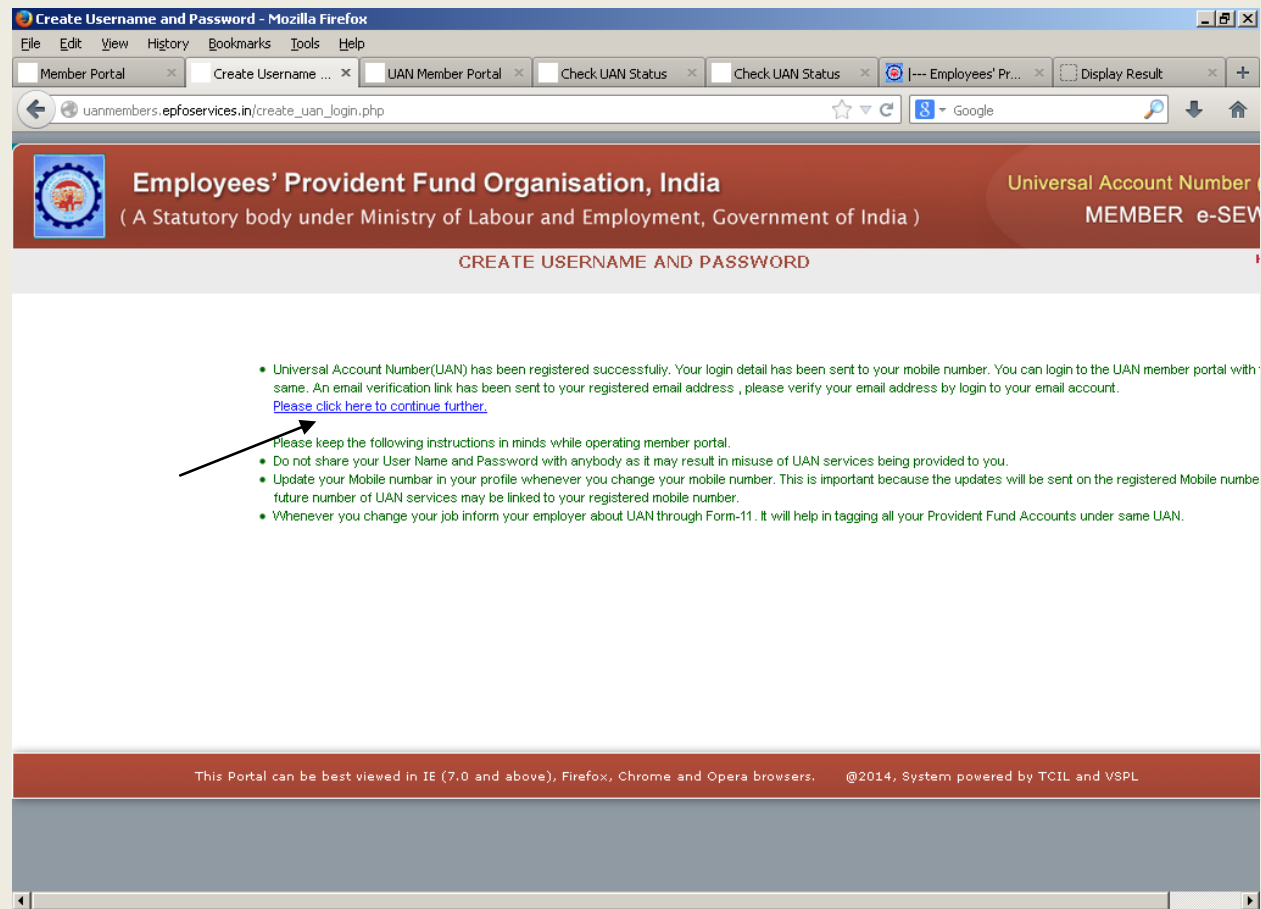 Create Username and Password - Mozilla Firefox
File Edit View History Bookmarks Tools Help
Member Portal Create Username ... UAN Member Portal Check UAN Status Check UAN Status |--- Employees' Pr... Display Result
uanmembers.epfoservices.in/create_uan_login.php 8 Google
Employees' Provident Fund Organisation, India
Universal Account Number (
( A Statutory body under Ministry of Labour and Employment, Government of India )
MEMBER e-SEW
CREATE USERNAME AND PASSWORD
H
• Universal Account Number(UAN) has been registered successfuliy. Your login detail has been sent to your mobile number. You can login to the UAN member portal with
same. An email verification link has been sent to your registered email address , please verify your email address by login to your email account.
Please click here to continue further.
Please keep the following instructions in minds while operating member portal.
• Do not share your User Name and Password with anybody as it may result in misuse of UAN services being provided to you.
• Update your Mobile numbar in your profile whenever you change your mobile number. This is important because the updates will be sent on the registered Mobile numbe
future number of UAN services may be linked to your registered mobile number.
• Whenever you change your job inform your employer about UAN through Form-11. It will help in tagging all your Provident Fund Accounts under same UAN.
This Portal can be best viewed in IE (7.0 and above), Firefox, Chrome and Opera browsers. @2014, System powered by TCIL and VSPL